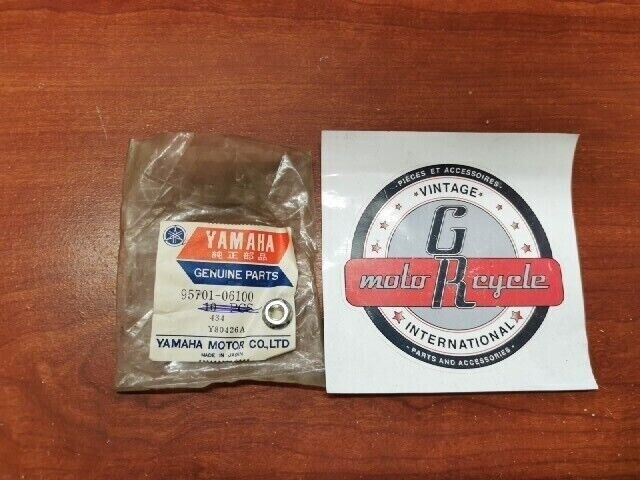 YAMAHA
純正部品
GENUINE PARTS
95701-06100
10 PCS
434
Y80426A
YAMAHA MOTOR CO.,LTD
MADE IN JAPAN
PIÈCES ET ACCESSOIRES
VINTAGE
G
moto R cycle
INTERNATIONAL
PARTS AND ACCESSORIES